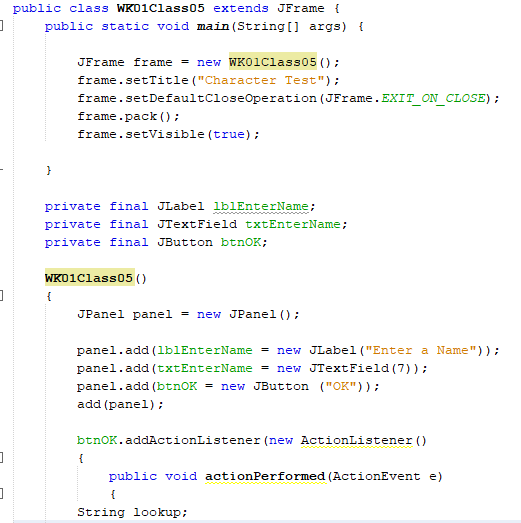 public class WK01Class05 extends JFrame {
public static void main(String[] args) {
JFrame frame = new WK01Class05();
frame.setTitle("Character Test");
frame.setDefaultCloseOperation(JFrame.EXIT_ON_CLOSE);
frame.pack();
frame.setVisible(true);
}
private final JLabel lblEnterName;
private final JTextField txtEnterName;
private final JButton btnOK;
WK01Class05()
{
JPanel panel = new JPanel();
panel.add(lblEnterName = new JLabel("Enter a Name"));
panel.add(txtEnterName = new JTextField(7));
panel.add(btnOK = new JButton ("OK"));
add(panel);
btnOK.addActionListener(new ActionListener()
{
public void actionPerformed(ActionEvent e)
{
String lookup;